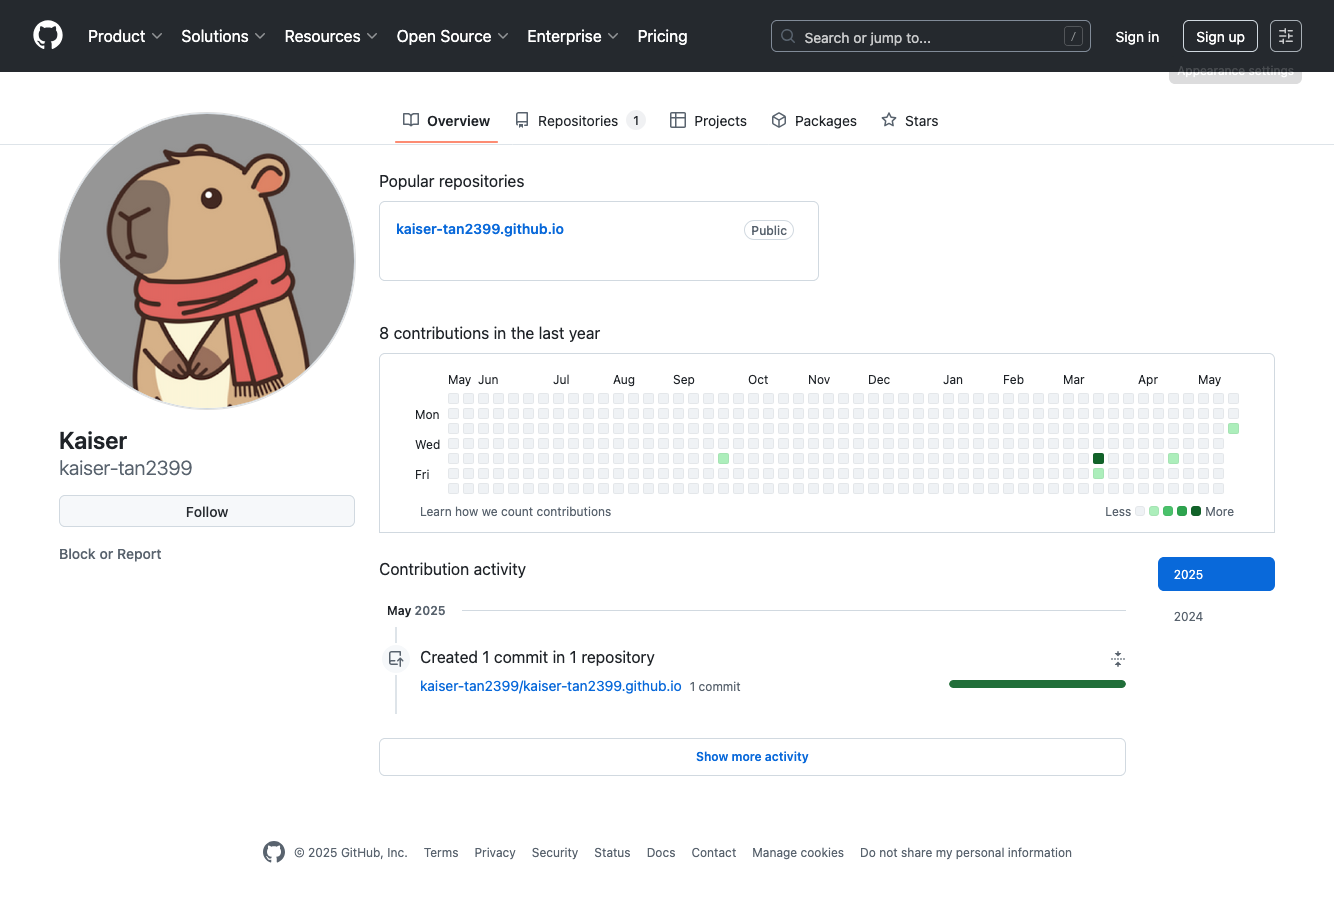 Product Solutions Resources Open Source Enterprise Pricing Search or jump to... / Sign in Sign up
Appearance settings
Overview Repositories 1 Projects Packages Stars
Popular repositories
kaiser-tan2399.github.io Public
8 contributions in the last year
May Jun Jul Aug Sep Oct Nov Dec Jan Feb Mar Apr May
Mon
Wed
Fri
Learn how we count contributions Less More
Kaiser
kaiser-tan2399
Follow
Block or Report
Contribution activity
2025
2024
May 2025
Created 1 commit in 1 repository
kaiser-tan2399/kaiser-tan2399.github.io 1 commit
Show more activity
© 2025 GitHub, Inc. Terms Privacy Security Status Docs Contact Manage cookies Do not share my personal information